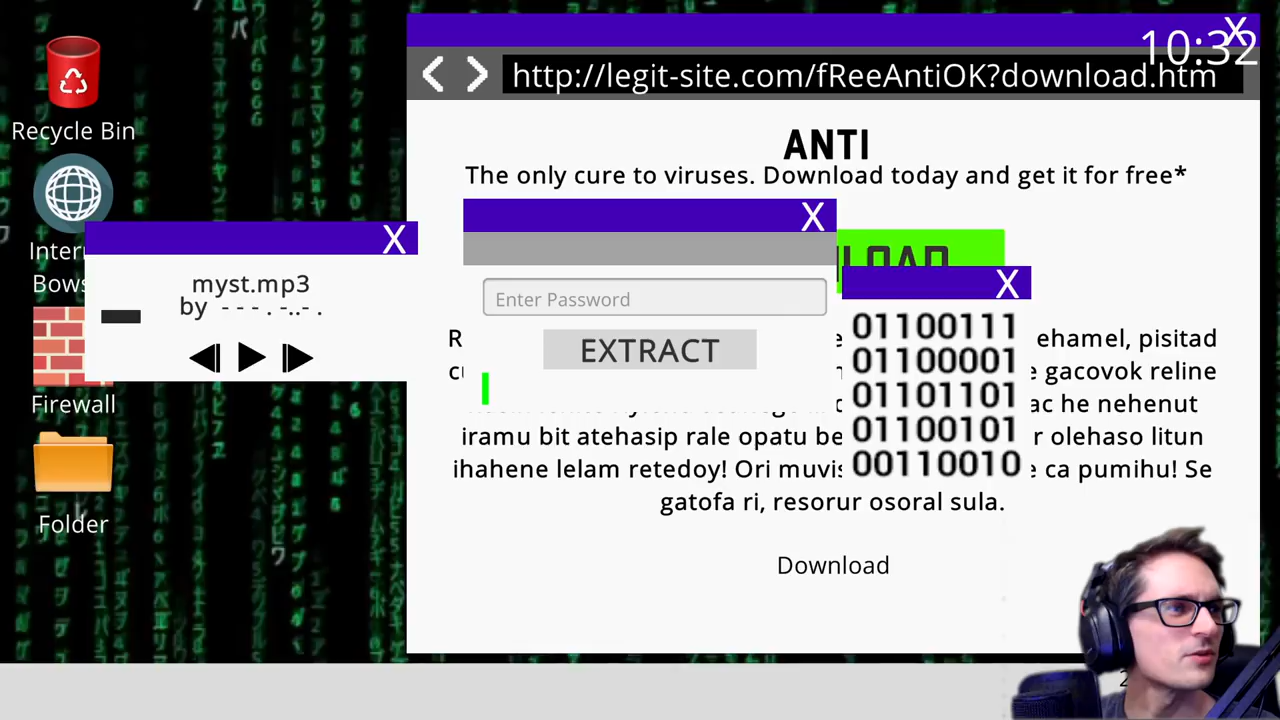 10:32
X
http://legit-site.com/fReeAntiOK?download.htm
Recycle Bin
ANTI
The only cure to viruses. Download today and get it for free*
X
X
myst.mp3
by - - - . -..- .
Enter Password
EXTRACT
X
01100111
01100001
01101101
01100101
00110010
ehamel, pisitad
gacovok reline
ac he nehenut
iramu bit atehasip rale opatu
olehaso litun
ihahene lelam retedoy! Ori
ca pumihu! Se
gatofa ri, resorur osoral sula.
Download
Firewall
Folder